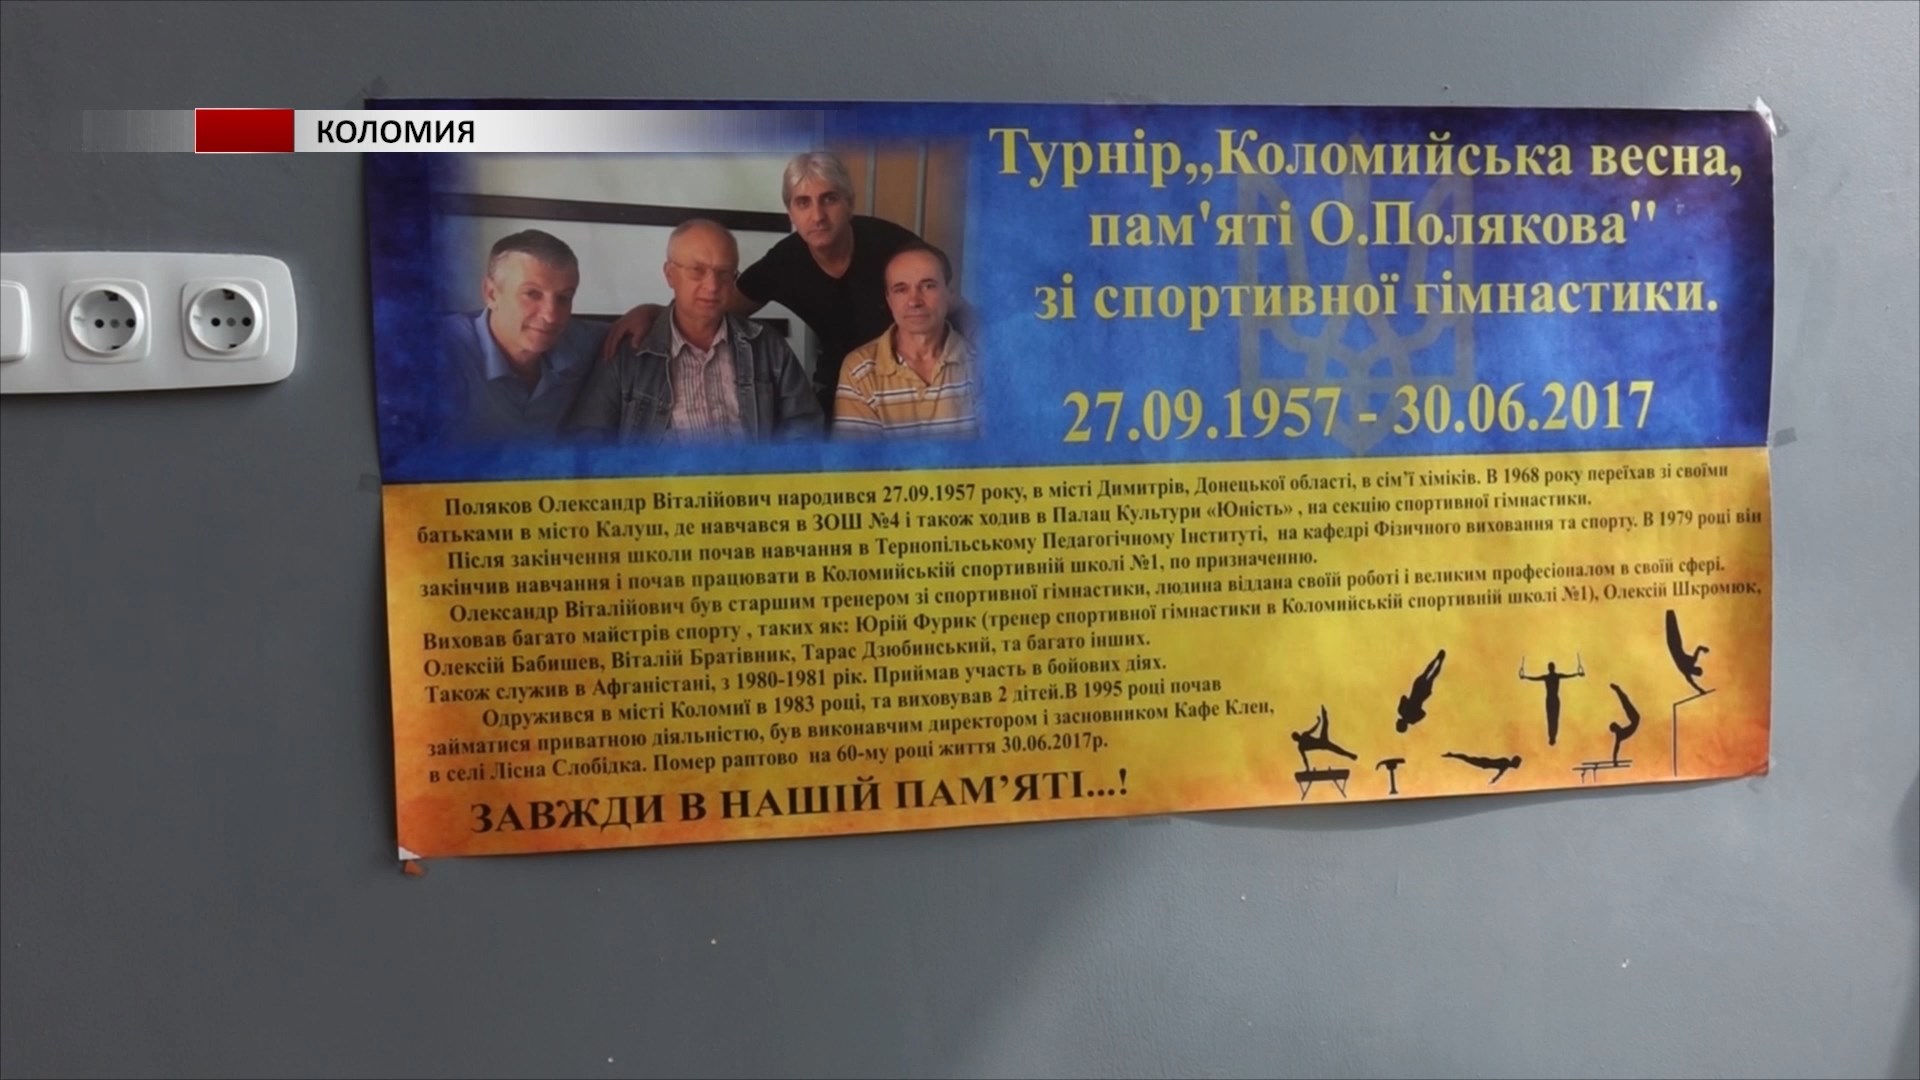 КОЛОМИЯ
Турнір,,Коломийська весна,
пам'яті О.Полякова''
зі спортивної гімнастики.
27.09.1957 - 30.06.2017
Поляков Олександр Віталійович народився 27.09.1957 року, в місті Димитрів, Донецької області, в сім’ї хіміків. В 1968 року переїхав зі своїми
батьками в місто Калуш, де навчався в ЗОШ №4 і також ходив в Палац Культури «Юність» , на секцію спортивної гімнастики.
Після закінчення школи почав навчання в Тернопільському Педагогічному Інституті, на кафедрі Фізичного виховання та спорту. В 1979 році він
закінчив навчання і почав працювати в Коломийській спортивній школі №1, по призначенню.
Олександр Віталійович був старшим тренером зі спортивної гімнастики, людина віддана своїй роботі і великим професіоналом в своїй сфері.
Виховав багато майстрів спорту , таких як: Юрій Фурик (тренер спортивної гімнастики в Коломийській спортивній школі №1), Олексій Шкромюк,
Олексій Бабишев, Віталій Братівник, Тарас Дзюбинський, та багато інших.
Також служив в Афганістані, з 1980-1981 рік. Приймав участь в бойових діях.
Одружився в місті Коломиї в 1983 році, та виховував 2 дітей.В 1995 році почав
займатися приватною діяльністю, був виконавчим директором і засновником Кафе Клен,
в селі Лісна Слобідка. Помер раптово на 60-му році життя 30.06.2017р.
ЗАВЖДИ В НАШІЙ ПАМ’ЯТІ...!